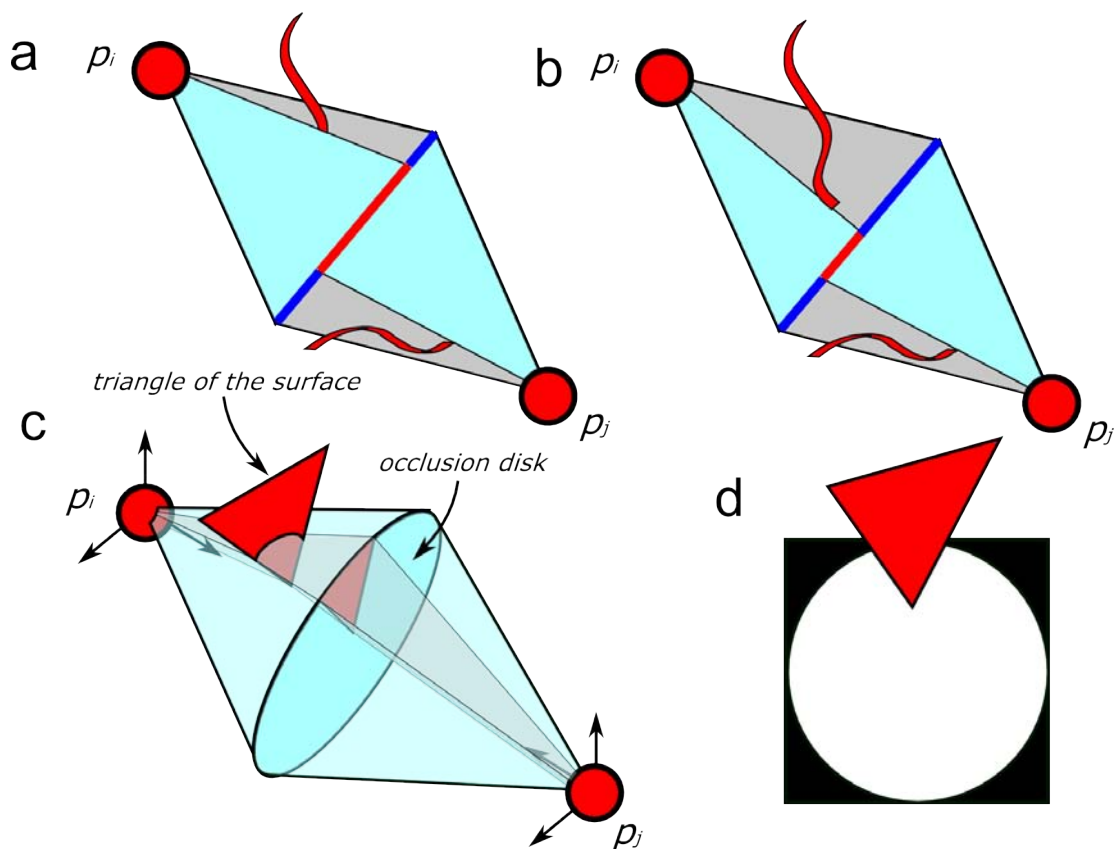 a
pᵢ
pⱼ
b
pᵢ
pⱼ
triangle of the surface
c
occlusion disk
pᵢ
pⱼ
d